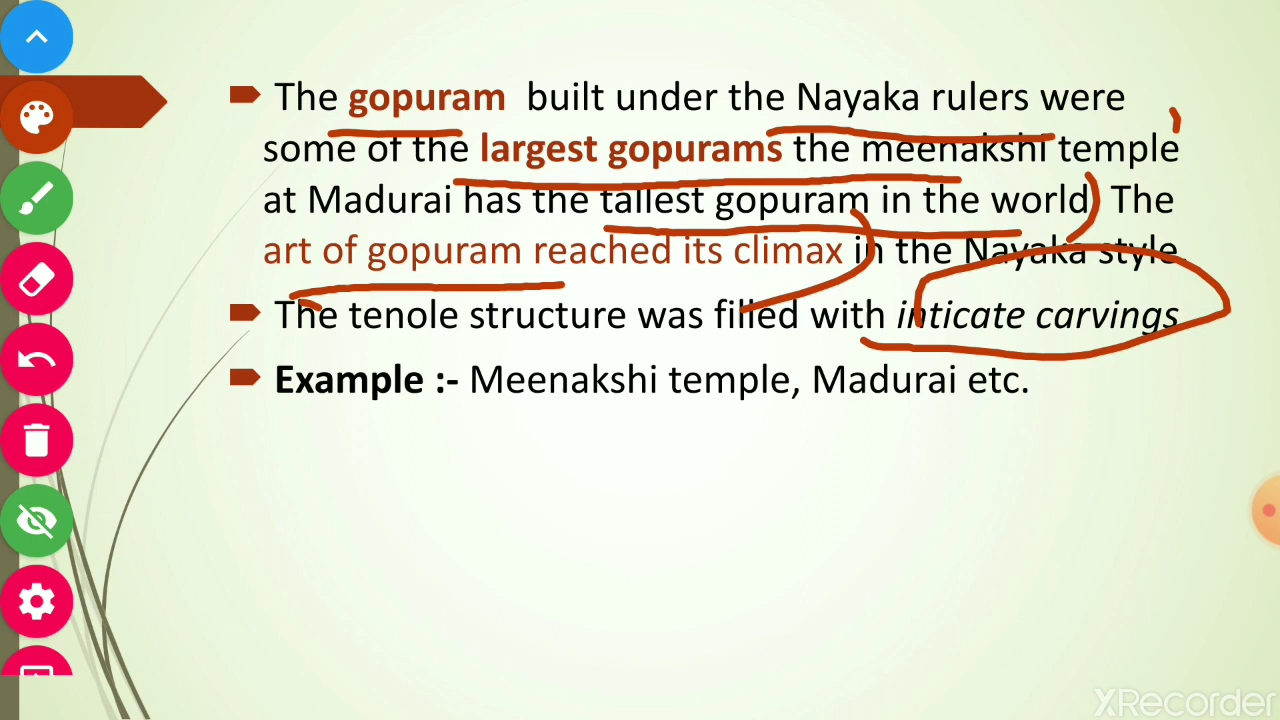 The gopuram built under the Nayaka rulers were
some of the largest gopurams the meenakshi temple
at Madurai has the tallest gopuram in the world. The
art of gopuram reached its climax in the Nayaka style.
The tenole structure was filled with inticate carvings
Example :- Meenakshi temple, Madurai etc.
XRecorder